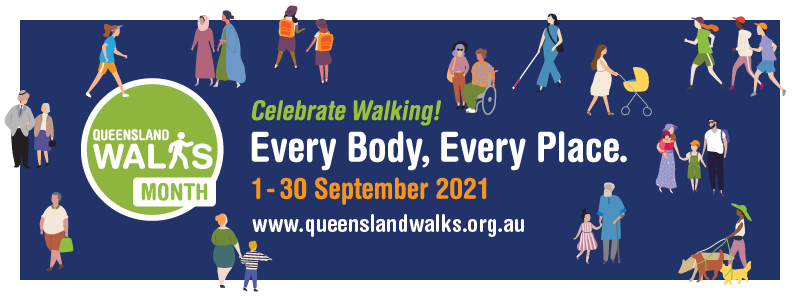 QUEENSLAND
WALKS
MONTH
Celebrate Walking!
Every Body, Every Place.
1 - 30 September 2021
www.queenslandwalks.org.au